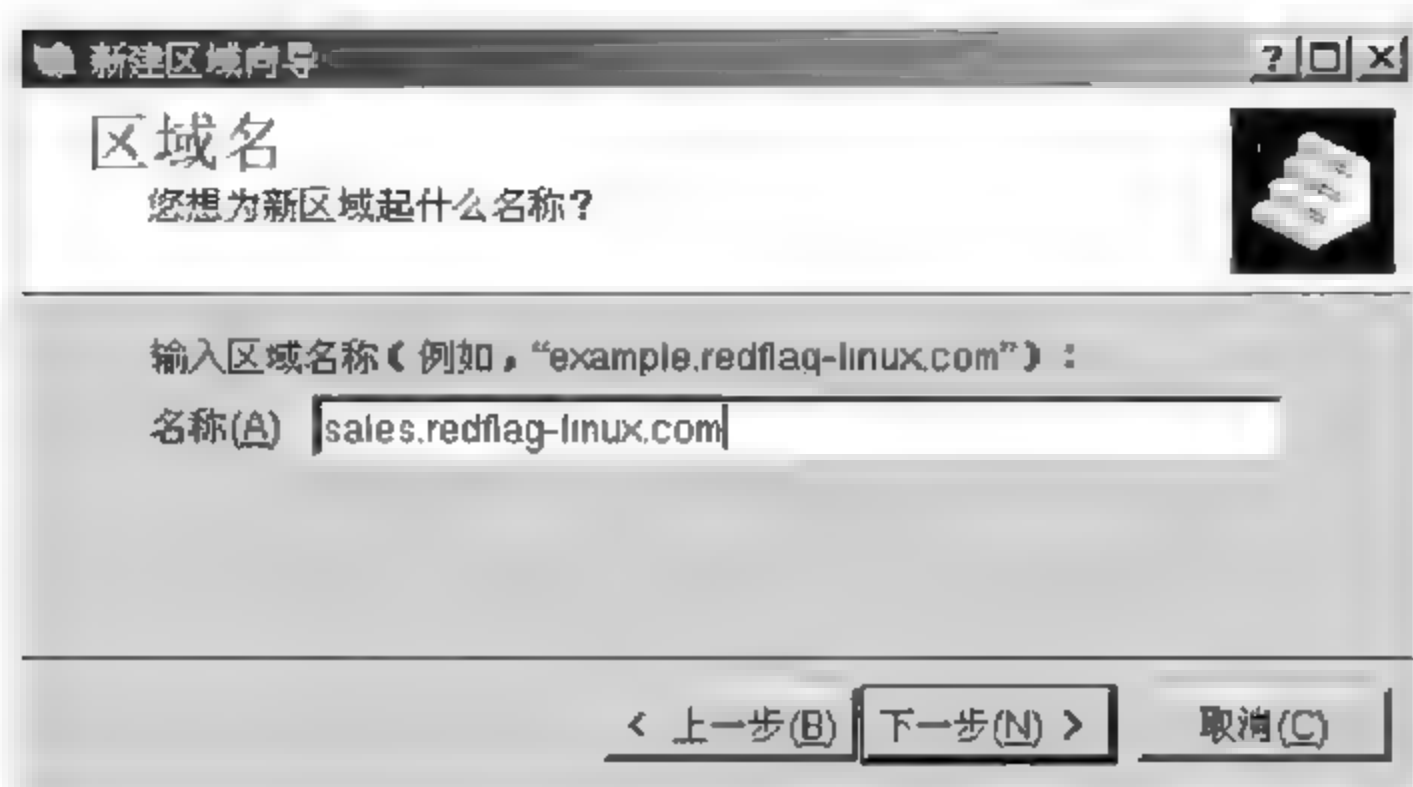 新建区域向导
区域名
您想为新区域起什么名称?
输入区域名称(例如,“example.redflag-linux.com”):
名称(A) sales.redflag-linux.com
< 上一步(B) 下一步(N) > 取消(C)